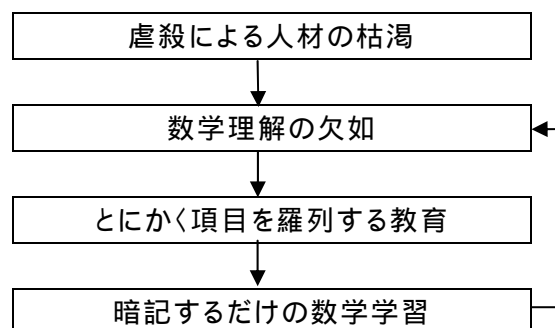 虐殺による人材の枯渇
数学理解の欠如
とにかく項目を羅列する教育
暗記するだけの数学学習